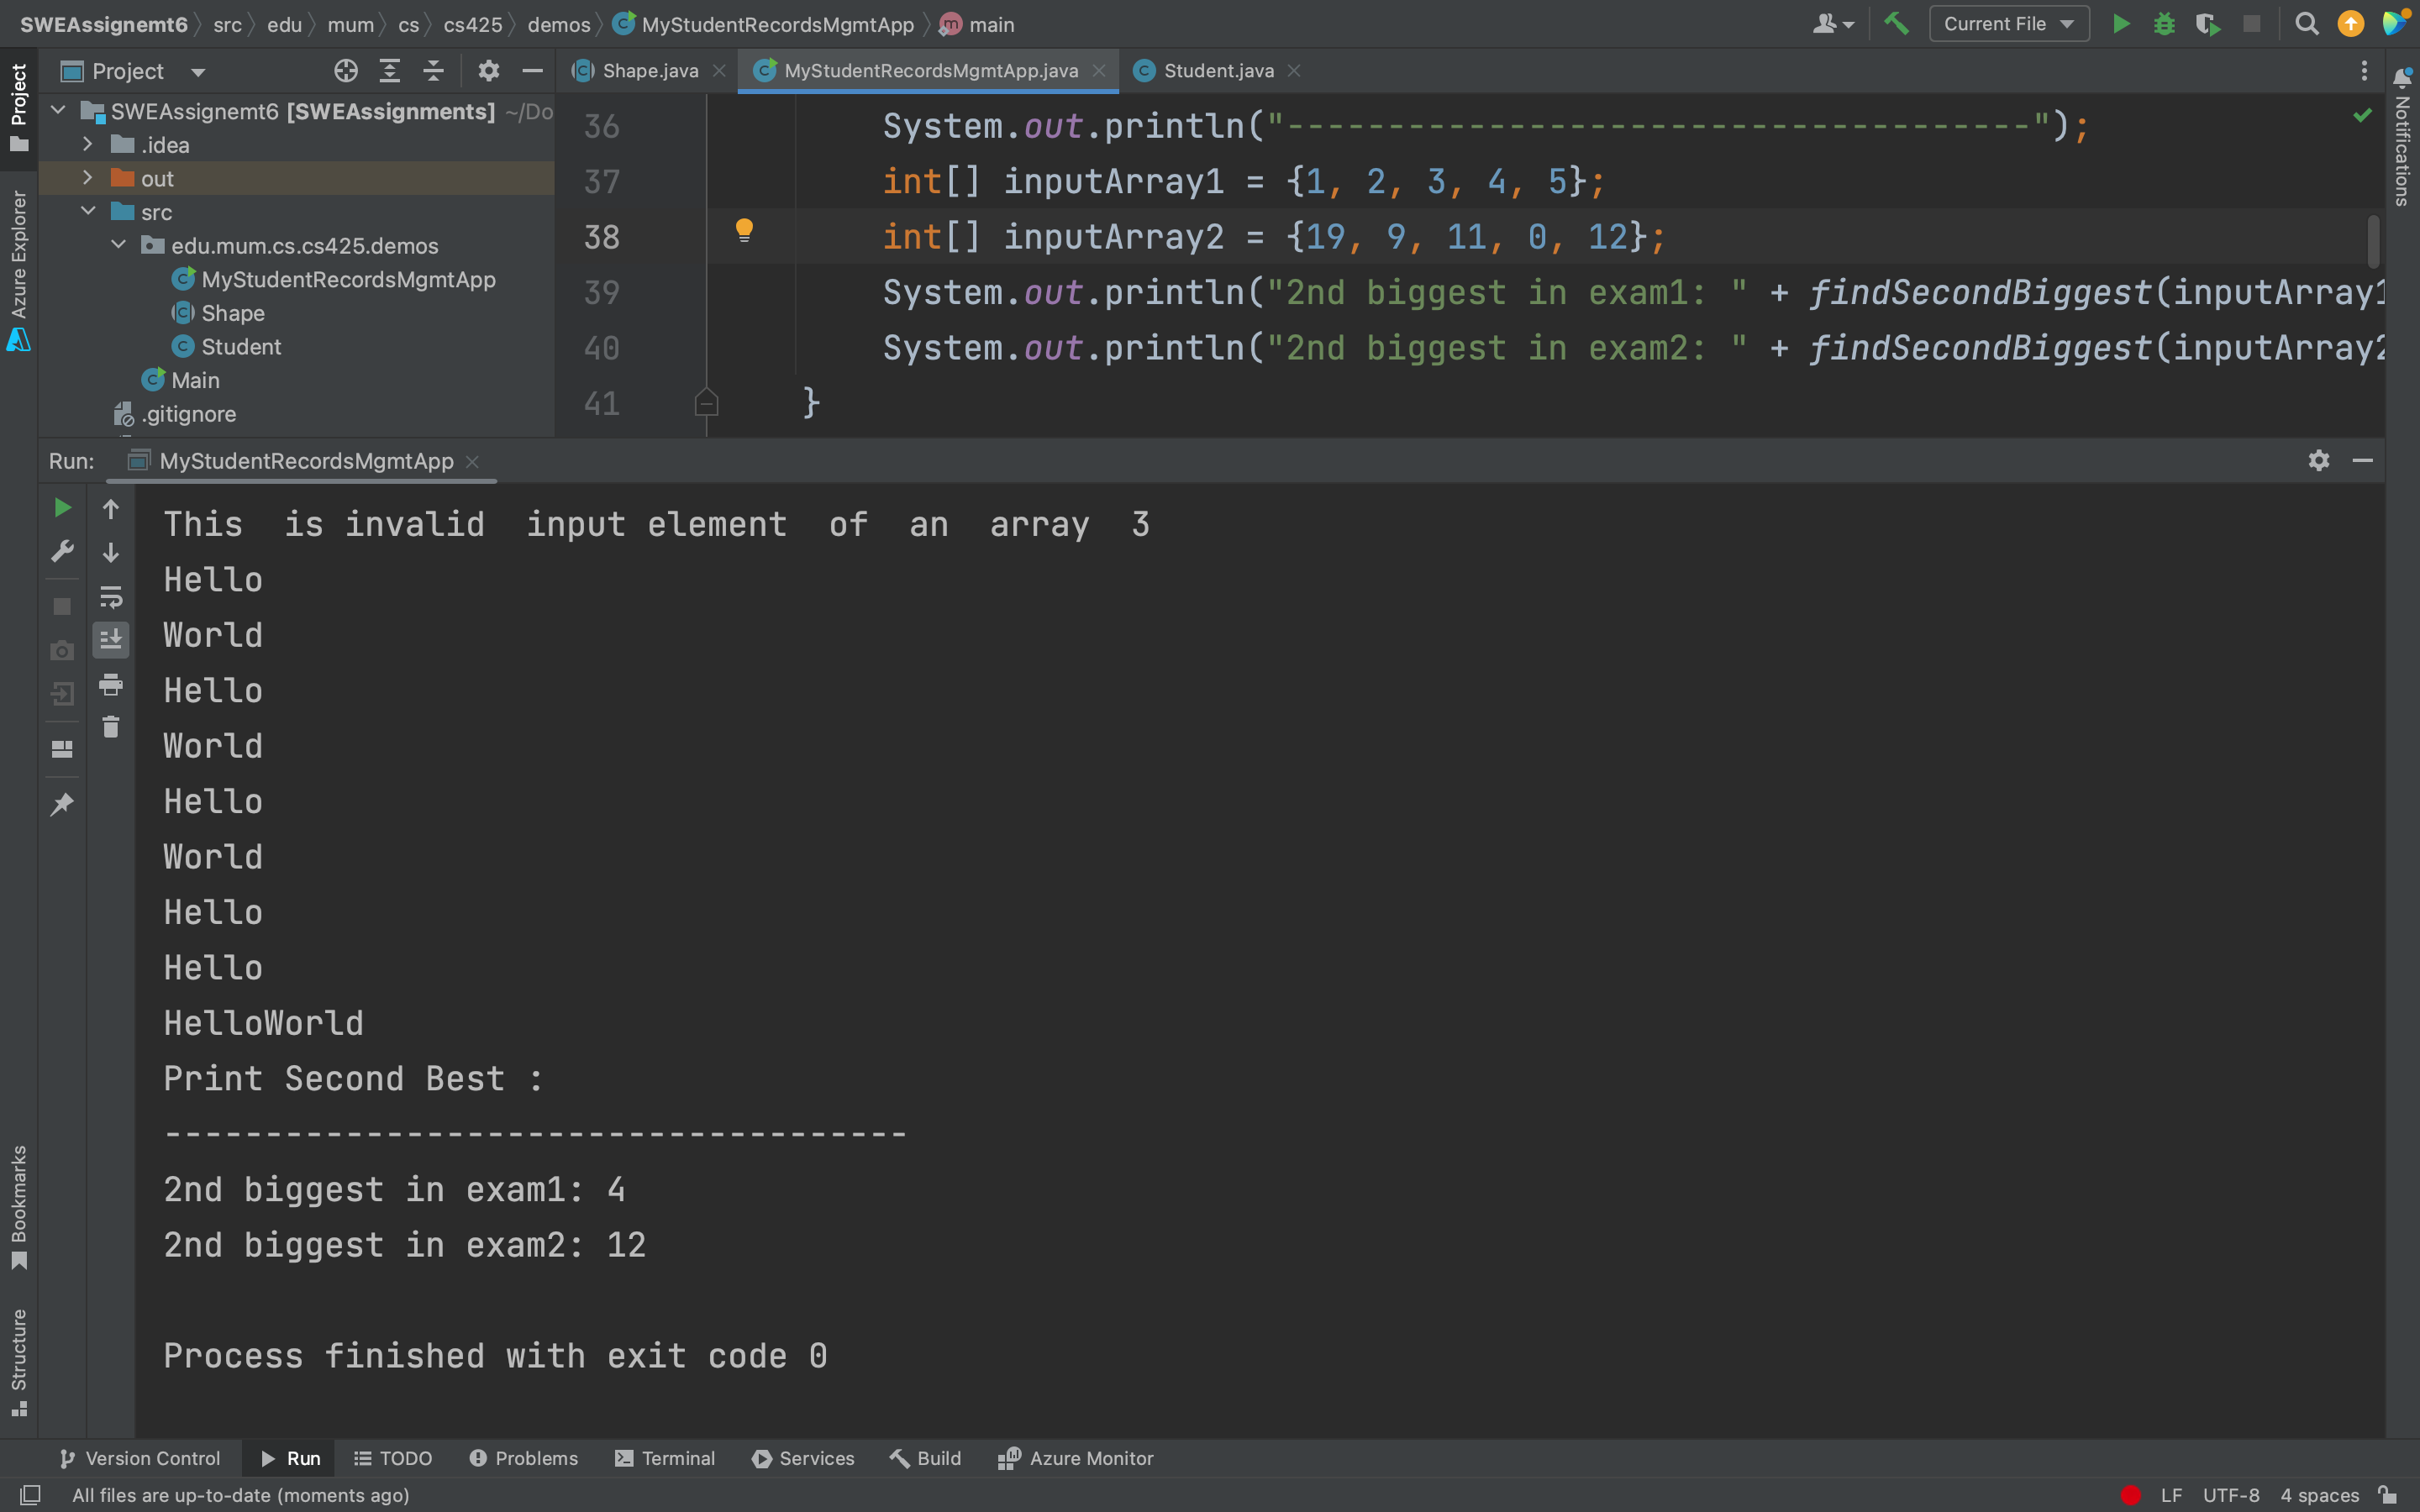 SWEAssignemt6 src edu mum cs cs425 demos MyStudentRecordsMgmtApp main
Current File
Project
Shape.java
MyStudentRecordsMgmtApp.java
Student.java
Project
Azure Explorer
Bookmarks
Structure
Notifications
SWEAssignemt6 [SWEAssignments] ~/Do
.idea
out
src
edu.mum.cs.cs425.demos
MyStudentRecordsMgmtApp
Shape
Student
Main
.gitignore
36 System.out.println("-------------------------------------");
37 int[] inputArray1 = {1, 2, 3, 4, 5};
38 int[] inputArray2 = {19, 9, 11, 0, 12};
39 System.out.println("2nd biggest in exam1: " + findSecondBiggest(inputArray1
40 System.out.println("2nd biggest in exam2: " + findSecondBiggest(inputArray2
41 }
Run: MyStudentRecordsMgmtApp
This  is invalid  input element  of  an  array  3
Hello
World
Hello
World
Hello
World
Hello
Hello
HelloWorld
Print Second Best :
-------------------------------------
2nd biggest in exam1: 4
2nd biggest in exam2: 12
Process finished with exit code 0
Version Control Run TODO Problems Terminal Services Build Azure Monitor
All files are up-to-date (moments ago)
LF UTF-8 4 spaces